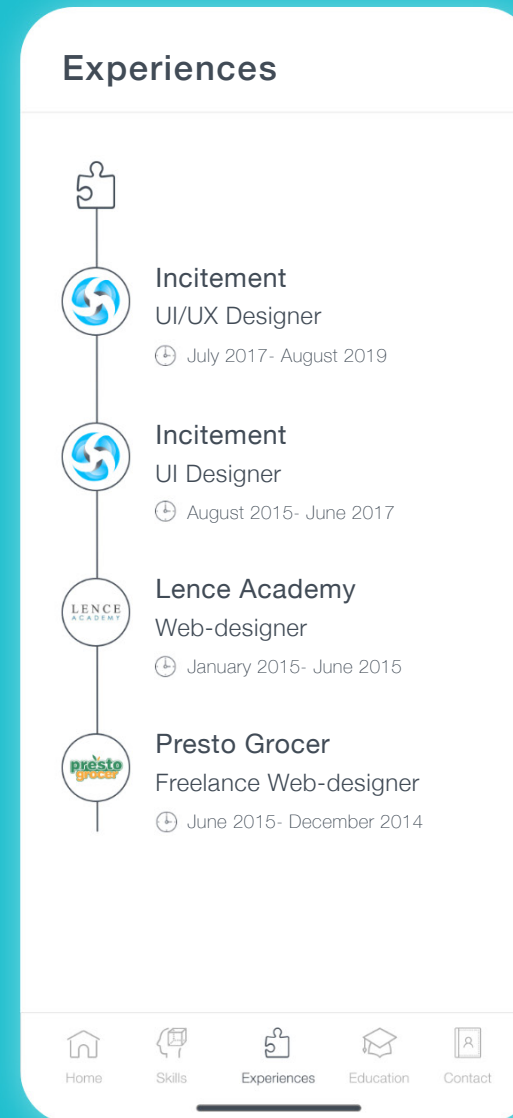 Experiences
Incitement
UI/UX Designer
July 2017- August 2019
Incitement
UI Designer
August 2015- June 2017
LENCE
ACADEMY
Lence Academy
Web-designer
January 2015- June 2015
presto
grocer
Presto Grocer
Freelance Web-designer
June 2015- December 2014
Home
Skills
Experiences
Education
Contact